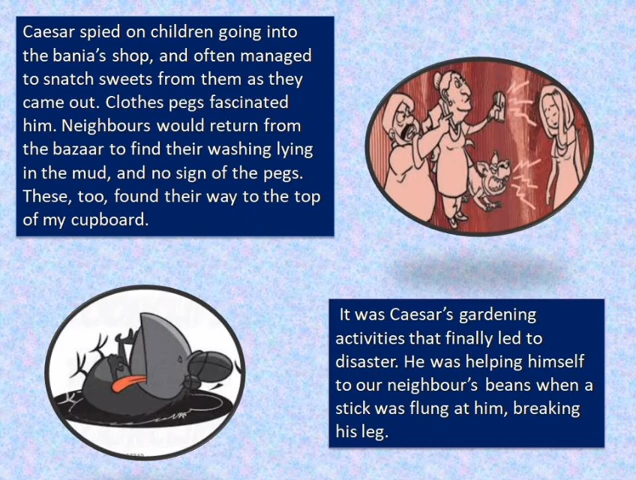 Caesar spied on children going into
the bania's shop, and often managed
to snatch sweets from them as they
came out. Clothes pegs fascinated
him. Neighbours would return from
the bazaar to find their washing lying
in the mud, and no sign of the pegs.
These, too, found their way to the top
of my cupboard.
It was Caesar's gardening
activities that finally led to
disaster. He was helping himself
to our neighbour's beans when a
stick was flung at him, breaking
his leg.